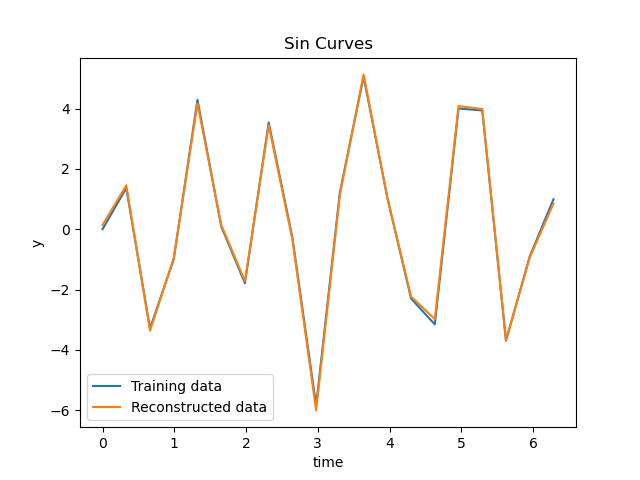 Sin Curves
4
2
0
−2
−4
−6
y
Training data
Reconstructed data
0 1 2 3 4 5 6
time